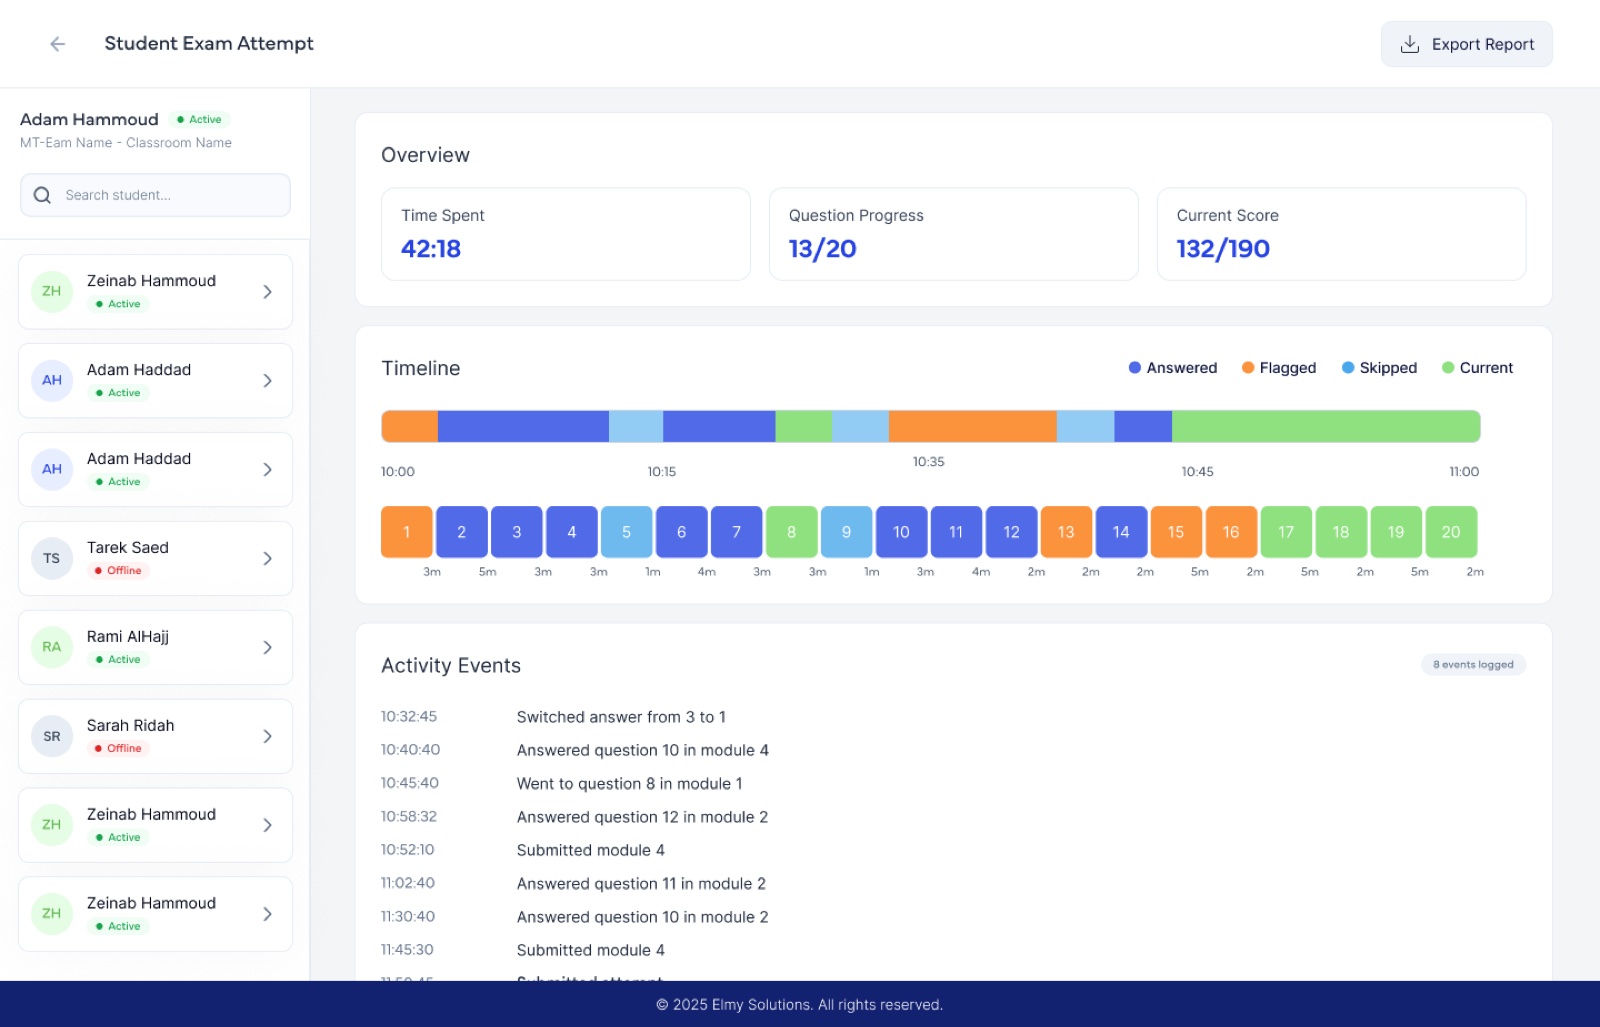 Student Exam Attempt
Export Report
Adam Hammoud
Active
MT-Eam Name - Classroom Name
Search student...
ZH
Zeinab Hammoud
Active
AH
Adam Haddad
Active
AH
Adam Haddad
Active
TS
Tarek Saed
Offline
RA
Rami AlHajj
Active
SR
Sarah Ridah
Offline
ZH
Zeinab Hammoud
Active
ZH
Zeinab Hammoud
Active
Overview
Time Spent
42:18
Question Progress
13/20
Current Score
132/190
Timeline
Answered Flagged Skipped Current
10:00 10:15 10:35 10:45 11:00
1 2 3 4 5 6 7 8 9 10 11 12 13 14 15 16 17 18 19 20
3m 5m 3m 3m 1m 4m 3m 3m 1m 3m 4m 2m 2m 2m 5m 2m 5m 2m 5m 2m
Activity Events
8 events logged
10:32:45 Switched answer from 3 to 1
10:40:40 Answered question 10 in module 4
10:45:40 Went to question 8 in module 1
10:58:32 Answered question 12 in module 2
10:52:10 Submitted module 4
11:02:40 Answered question 11 in module 2
11:30:40 Answered question 10 in module 2
11:45:30 Submitted module 4
Submitted attempt
© 2025 Elmy Solutions. All rights reserved.